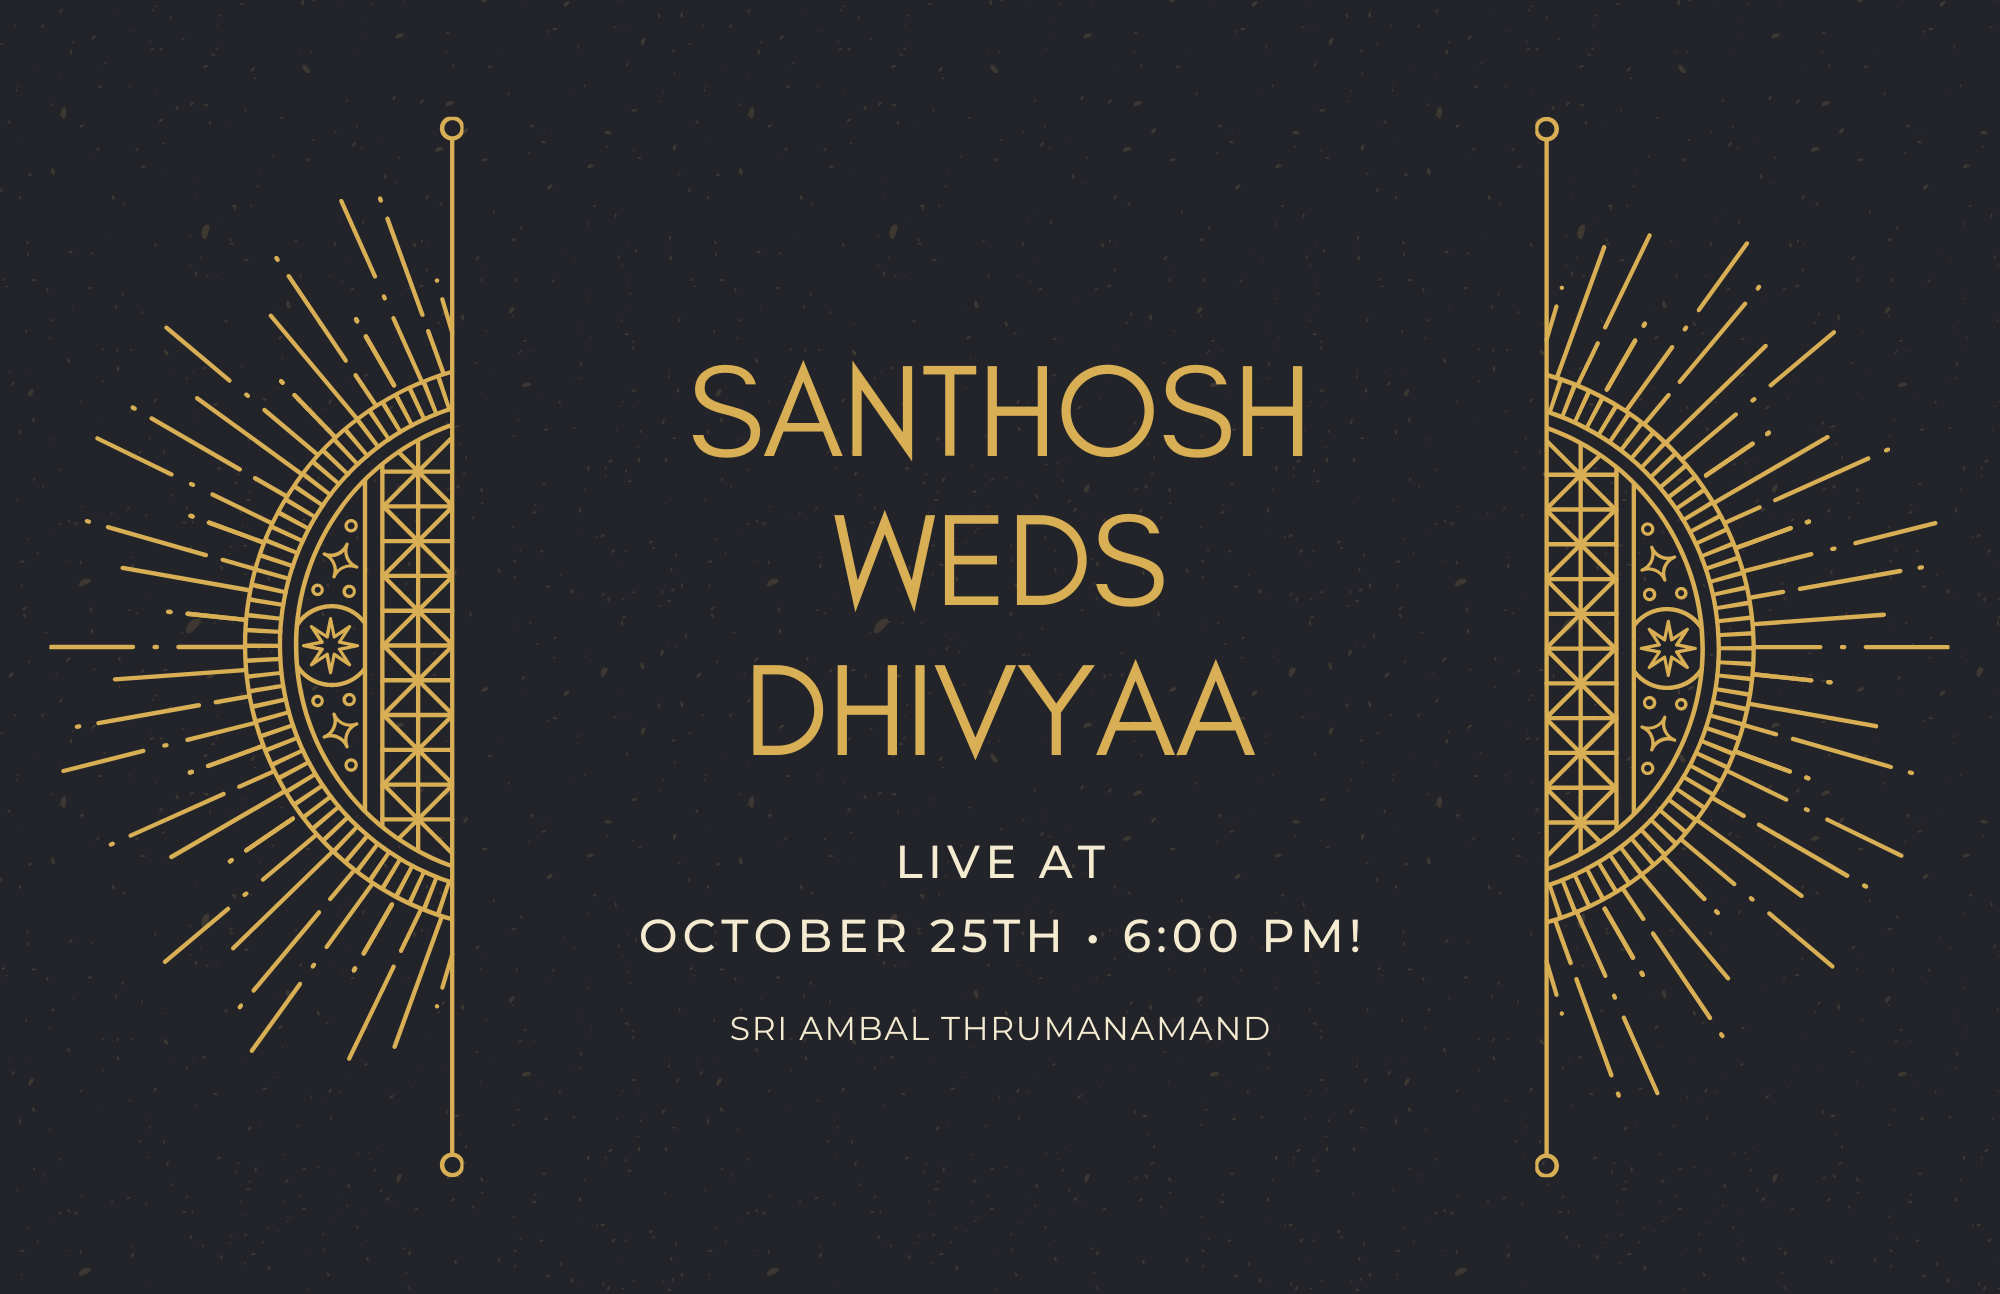 SANTHOSH
WEDS
DHIVYAA
LIVE AT
OCTOBER 25TH • 6:00 PM!
SRI AMBAL THRUMANAMAND